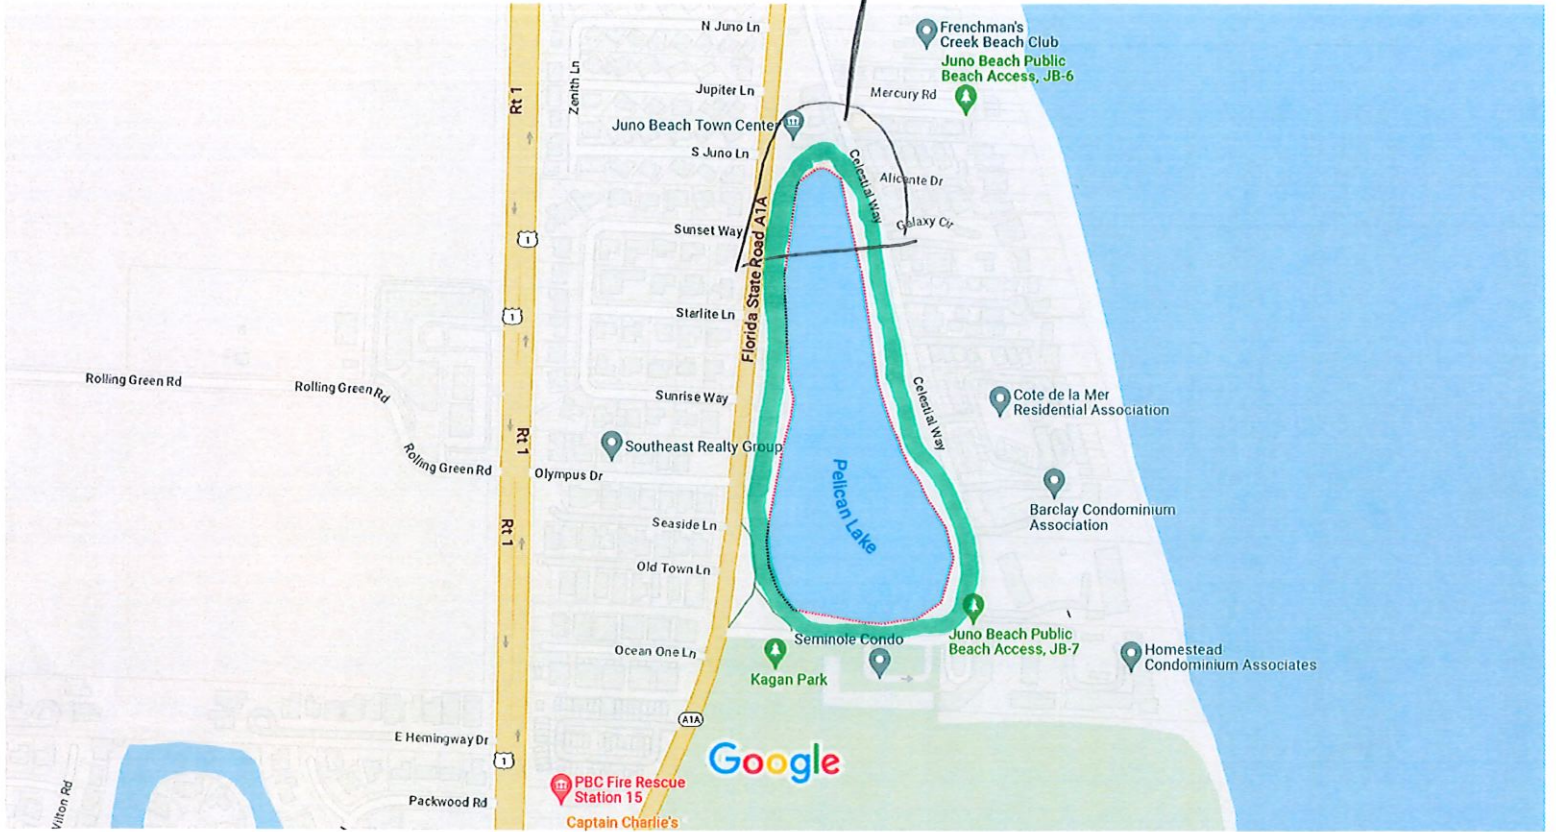 N Juno Ln
Frenchman's
Creek Beach Club
Juno Beach Public
Beach Access, JB-6
Rt 1
Zenith Ln
Jupiter Ln
Mercury Rd
Juno Beach Town Center
S Juno Ln
Celestial Way
Alicante Dr
Sunset Way
Florida State Road A1A
Galaxy Cir
1
1
Starlite Ln
Rolling Green Rd
Rolling Green Rd
Sunrise Way
Celestial Way
Cote de la Mer
Residential Association
Rt 1
Southeast Realty Group
Rolling Green Rd
Olympus Dr
Pelican Lake
Barclay Condominium
Association
Rt 1
Seaside Ln
Old Town Ln
Juno Beach Public
Beach Access, JB-7
Seminole Condo
Ocean One Ln
Kagan Park
Homestead
Condominium Associates
A1A
E Hemingway Dr
1
Google
PBC Fire Rescue
Station 15
Packwood Rd
Captain Charlie's